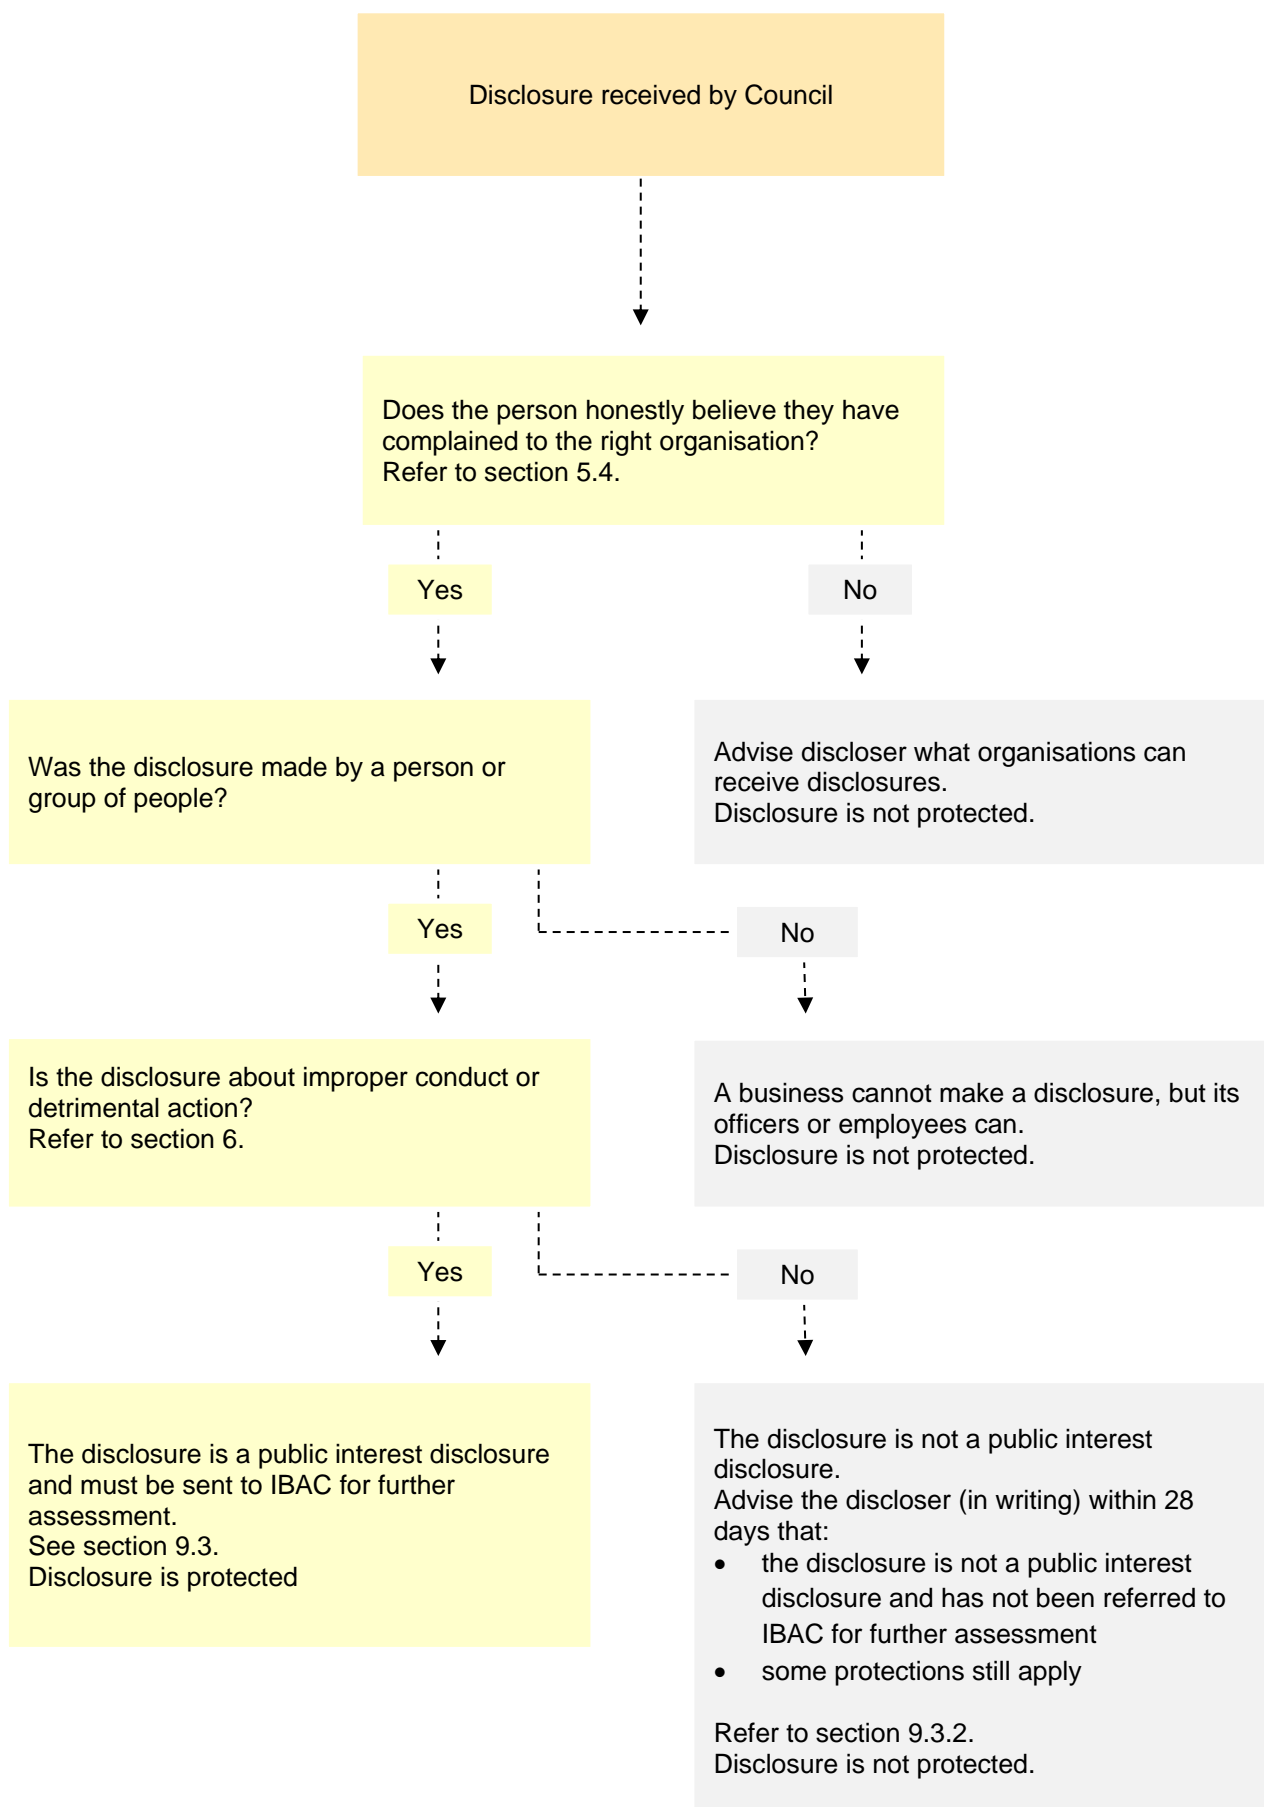 Disclosure received by Council
Does the person honestly believe they have
complained to the right organisation?
Refer to section 5.4.
Yes
No
Was the disclosure made by a person or
group of people?
Advise discloser what organisations can
receive disclosures.
Disclosure is not protected.
Yes
No
Is the disclosure about improper conduct or
detrimental action?
Refer to section 6.
A business cannot make a disclosure, but its
officers or employees can.
Disclosure is not protected.
Yes
No
The disclosure is a public interest disclosure
and must be sent to IBAC for further
assessment.
See section 9.3.
Disclosure is protected
The disclosure is not a public interest
disclosure.
Advise the discloser (in writing) within 28
days that:
• the disclosure is not a public interest
disclosure and has not been referred to
IBAC for further assessment
• some protections still apply
Refer to section 9.3.2.
Disclosure is not protected.